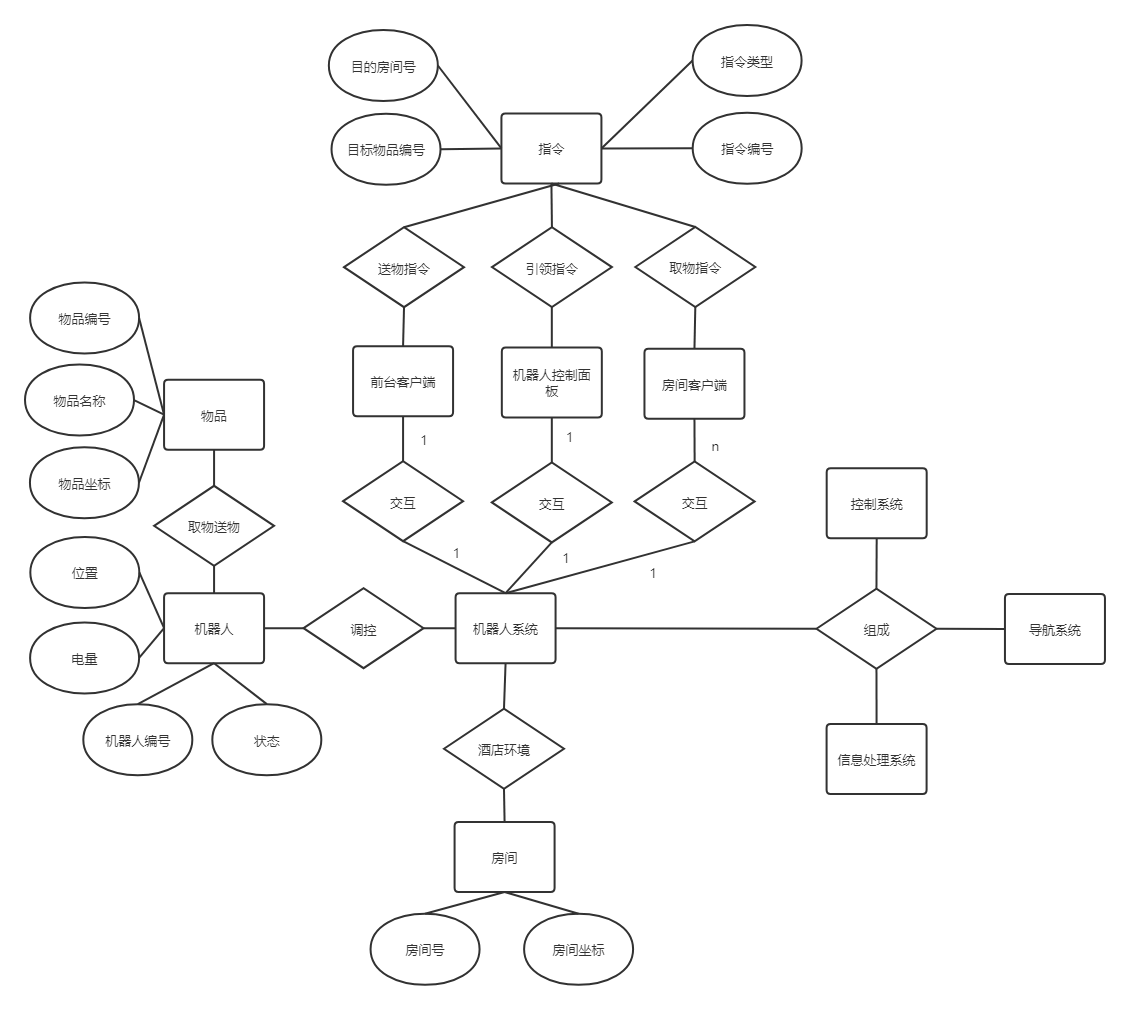 目的房间号
指令类型
目标物品编号
指令
指令编号
送物指令
引领指令
取物指令
物品编号
前台客户端
机器人控制面
板
房间客户端
物品名称
物品
1
1
n
物品坐标
取物送物
交互
交互
交互
控制系统
1
1
1
位置
机器人
调控
机器人系统
组成
导航系统
电量
机器人编号
状态
酒店环境
信息处理系统
房间
房间号
房间坐标